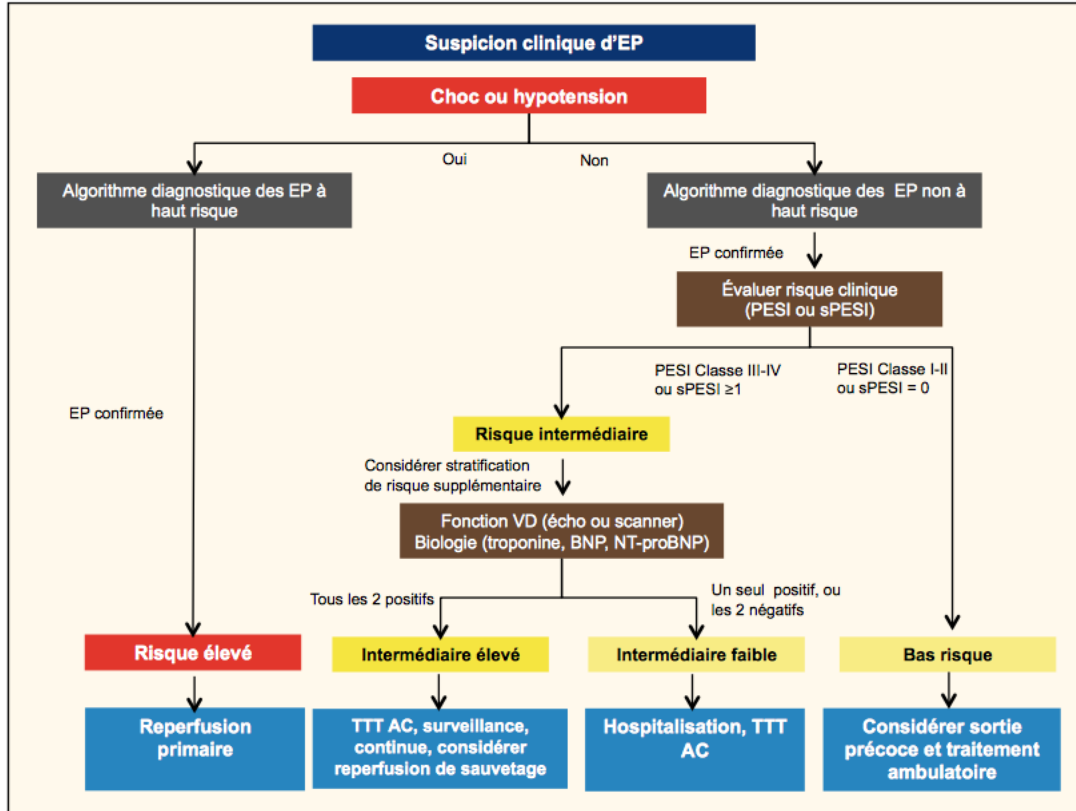 Suspicion clinique d'EP
Choc ou hypotension
Oui
Non
Algorithme diagnostique des EP à
haut risque
Algorithme diagnostique des EP non à
haut risque
EP confirmée
Évaluer risque clinique
(PESI ou sPESI)
PESI Classe III-IV
ou sPESI ≥1
PESI Classe I-II
ou sPESI = 0
EP confirmée
Risque intermédiaire
Considérer stratification
de risque supplémentaire
Fonction VD (écho ou scanner)
Biologie (troponine, BNP, NT-proBNP)
Tous les 2 positifs
Un seul positif, ou
les 2 négatifs
Risque élevé
Intermédiaire élevé
Intermédiaire faible
Bas risque
Reperfusion
primaire
TTT AC, surveillance,
continue, considérer
reperfusion de sauvetage
Hospitalisation, TTT
AC
Considérer sortie
précoce et traitement
ambulatoire